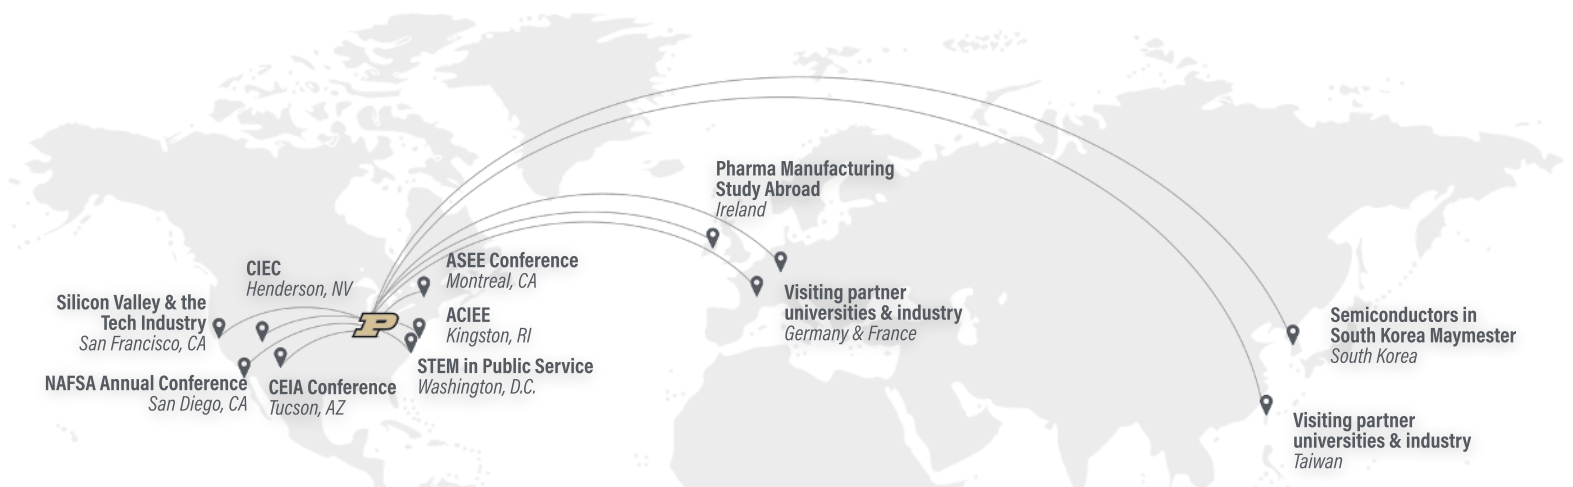 Pharma Manufacturing
Study Abroad
Ireland
CIEC
Henderson, NV
ASEE Conference
Montreal, CA
Silicon Valley & the
Tech Industry
San Francisco, CA
P
ACIEE
Kingston, RI
Visiting partner
universities & industry
Germany & France
Semiconductors in
South Korea Maymester
South Korea
NAFSA Annual Conference
San Diego, CA
CEIA Conference
Tucson, AZ
STEM in Public Service
Washington, D.C.
Visiting partner
universities & industry
Taiwan